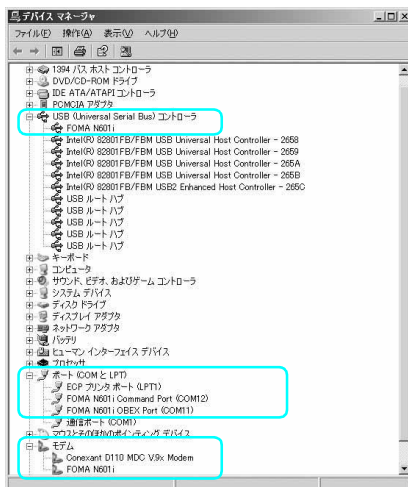 デバイス マネージャ
ファイル(F) 操作(A) 表示(V) ヘルプ(H)
1394 バス ホスト コントローラ
DVD/CD-ROM ドライブ
IDE ATA/ATAPI コントローラ
PCMCIA アダプタ
USB (Universal Serial Bus) コントローラ
FOMA N601i
Intel(R) 82801FB/FBM USB Universal Host Controller - 2658
Intel(R) 82801FB/FBM USB Universal Host Controller - 2659
Intel(R) 82801FB/FBM USB Universal Host Controller - 265A
Intel(R) 82801FB/FBM USB Universal Host Controller - 265B
Intel(R) 82801FB/FBM USB2 Enhanced Host Controller - 265C
USB ルート ハブ
USB ルート ハブ
USB ルート ハブ
USB ルート ハブ
USB ルート ハブ
キーボード
コンピュータ
サウンド、ビデオ、およびゲーム コントローラ
システム デバイス
ディスク ドライブ
ディスプレイ アダプタ
ネットワーク アダプタ
バッテリ
ヒューマン インターフェイス デバイス
プロセッサ
ポート (COM と LPT)
ECP プリンタ ポート (LPT1)
FOMA N601i Command Port (COM12)
FOMA N601i OBEX Port (COM11)
通信ポート (COM1)
マウスとそのほかのポインティング デバイス
モデム
Conexant D110 MDC V.9x Modem
FOMA N601i